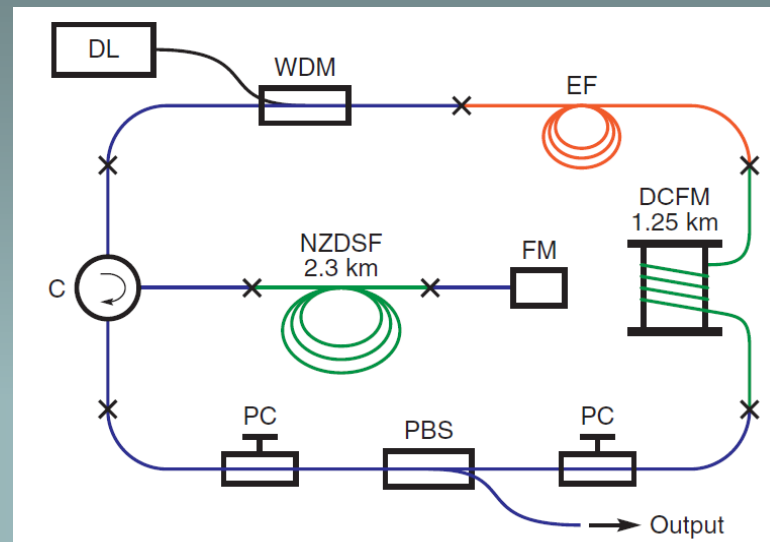 DL
WDM
EF
DCFM
1.25 km
NZDSF
2.3 km
FM
C
PC
PBS
PC
Output